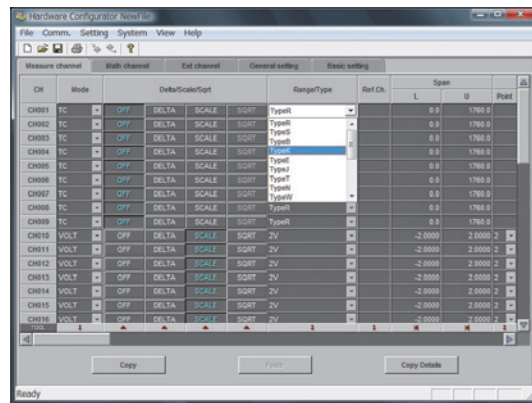 Hardware Configurator NewFile
File Comm. Setting System View Help
Measure channel Math channel Ext channel General setting Basic setting
CH Mode Delta/Scale/Sqrt Range/Type Ref.Ch. Span
L U Point
CH001 TC OFF DELTA SCALE SQRT TypeR 0.0 1760.0
CH002 TC OFF DELTA SCALE SQRT TypeR 0.0 1760.0
CH003 TC OFF DELTA SCALE SQRT TypeS 0.0 1760.0
TypeB
CH004 TC OFF DELTA SCALE SQRT TypeK 0.0 1760.0
CH005 TC OFF DELTA SCALE SQRT TypeE 0.0 1760.0
TypeJ
CH006 TC OFF DELTA SCALE SQRT TypeT 0.0 1760.0
TypeN
CH007 TC OFF DELTA SCALE SQRT TypeW 0.0 1760.0
CH008 TC OFF DELTA SCALE SQRT TypeR 0.0 1760.0
CH009 TC OFF DELTA SCALE SQRT TypeR 0.0 1760.0
CH010 VOLT OFF DELTA SCALE SQRT 2V -2.0000 2.0000 2
CH011 VOLT OFF DELTA SCALE SQRT 2V -2.0000 2.0000 2
CH012 VOLT OFF DELTA SCALE SQRT 2V -2.0000 2.0000 2
CH013 VOLT OFF DELTA SCALE SQRT 2V -2.0000 2.0000 2
CH014 VOLT OFF DELTA SCALE SQRT 2V -2.0000 2.0000 2
CH015 VOLT OFF DELTA SCALE SQRT 2V -2.0000 2.0000 2
CH016 VOLT OFF DELTA SCALE SQRT 2V -2.0000 2.0000 2
TOOL
Copy Paste Copy Details
Ready